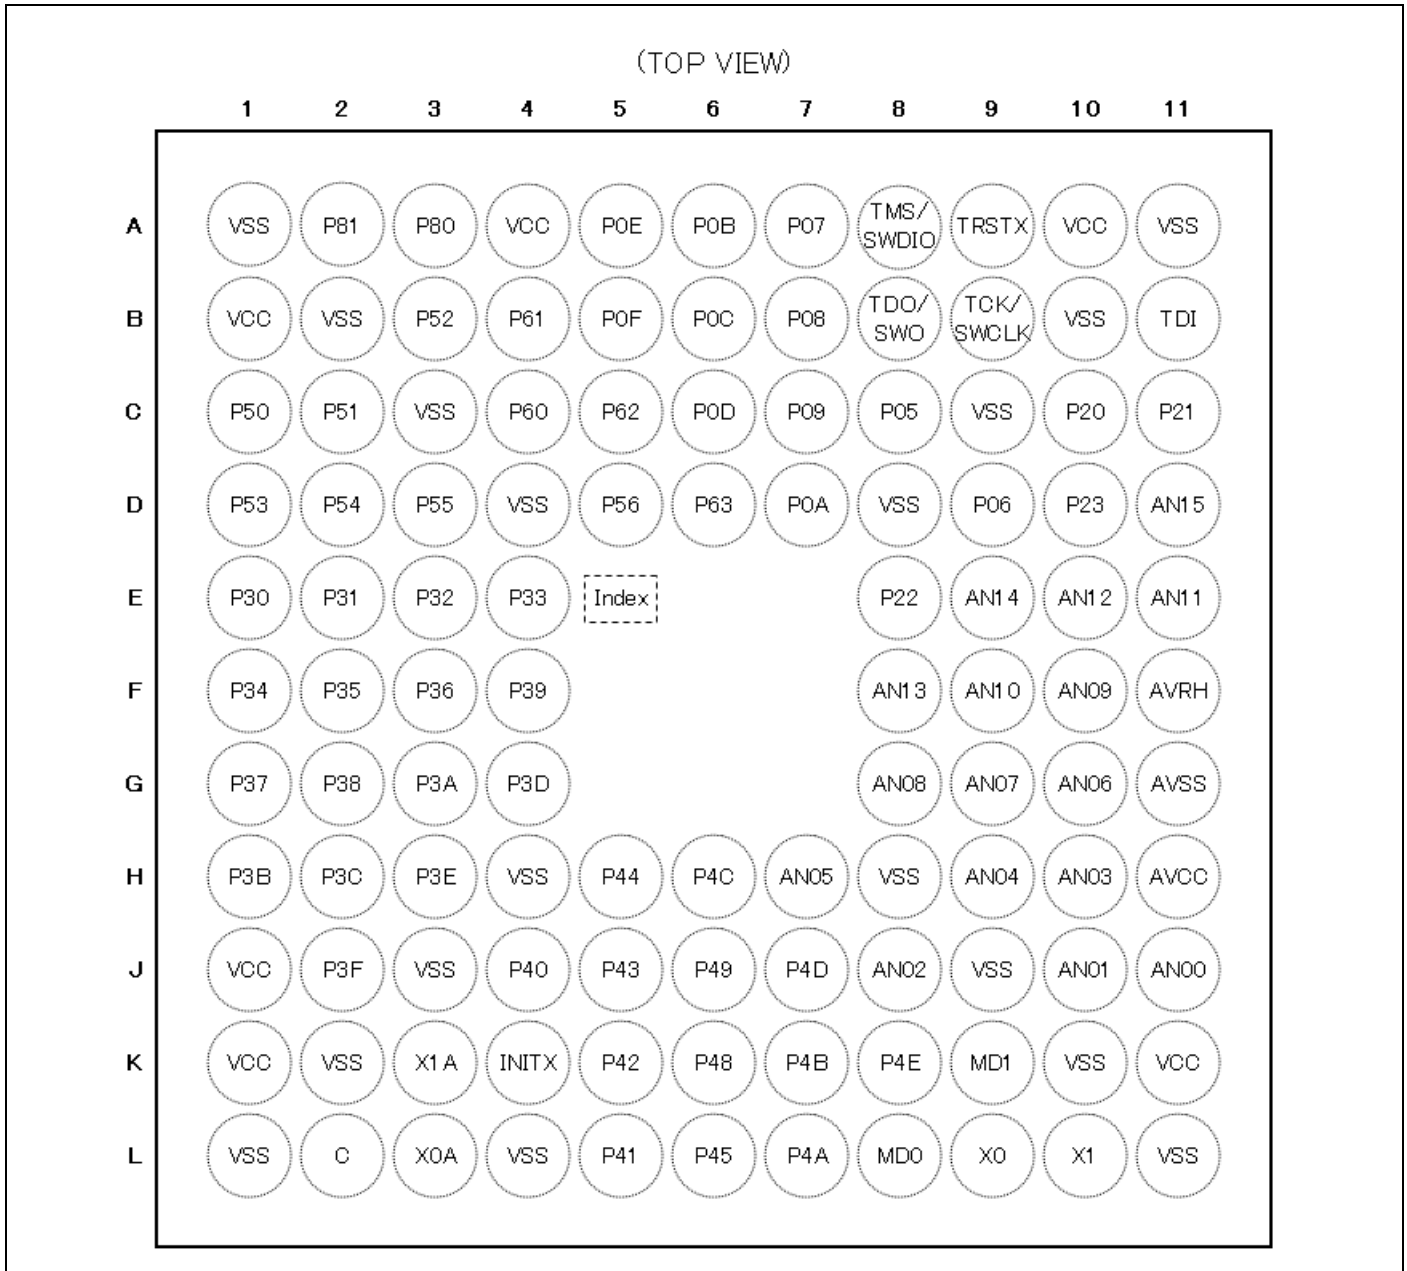 (TOP VIEW)
1 2 3 4 5 6 7 8 9 10 11
A VSS P81 P80 VCC P0E P0B P07 TMS/SWDIO TRSTX VCC VSS
B VCC VSS P52 P61 P0F P0C P08 TDO/SWO TCK/SWCLK VSS TDI
C P50 P51 VSS P60 P62 P0D P09 P05 VSS P20 P21
D P53 P54 P55 VSS P56 P63 P0A VSS P06 P23 AN15
E P30 P31 P32 P33 Index P22 AN14 AN12 AN11
F P34 P35 P36 P39 AN13 AN10 AN09 AVRH
G P37 P38 P3A P3D AN08 AN07 AN06 AVSS
H P3B P3C P3E VSS P44 P4C AN05 VSS AN04 AN03 AVCC
J VCC P3F VSS P40 P43 P49 P4D AN02 VSS AN01 AN00
K VCC VSS X1A INITX P42 P48 P4B P4E MD1 VSS VCC
L VSS C X0A VSS P41 P45 P4A MD0 X0 X1 VSS